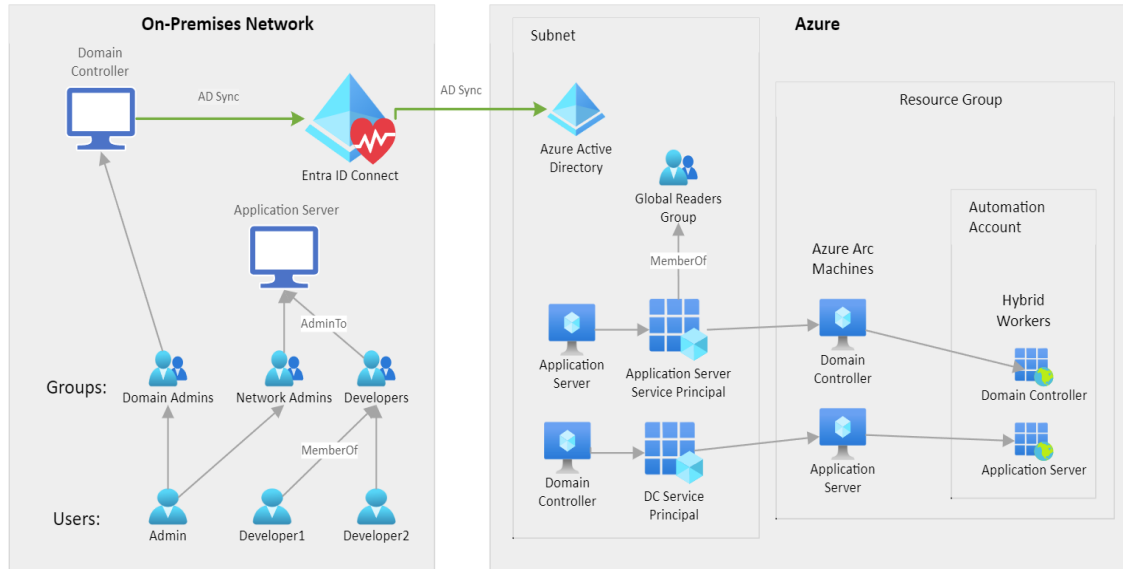 On-Premises Network
Domain
Controller
AD Sync
Entra ID Connect
Application Server
AdminTo
Groups:
Domain Admins
Network Admins
Developers
MemberOf
Users:
Admin
Developer1
Developer2
AD Sync
Azure
Subnet
Azure Active
Directory
Global Readers
Group
MemberOf
Application
Server
Application Server
Service Principal
Domain
Controller
DC Service
Principal
Resource Group
Azure Arc
Machines
Domain
Controller
Application
Server
Automation
Account
Hybrid
Workers
Domain Controller
Application Server